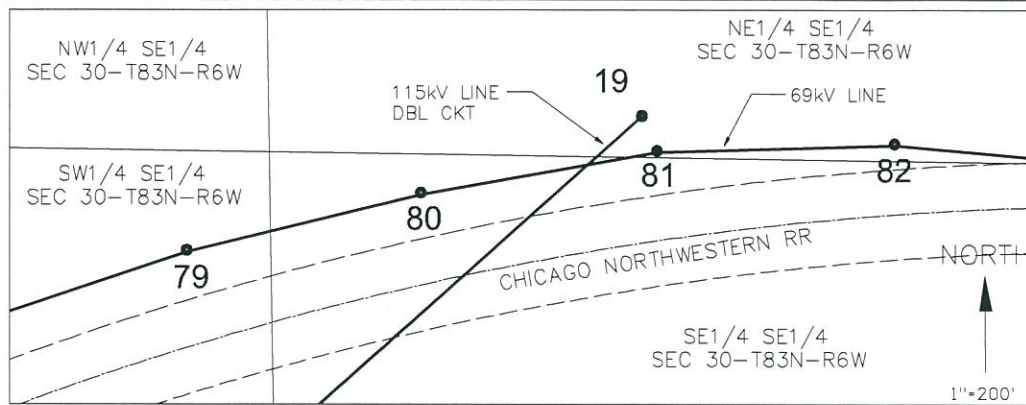 NW1/4 SE1/4
SEC 30-T83N-R6W
NE1/4 SE1/4
SEC 30-T83N-R6W
115kV LINE
DBL CKT
19
69kV LINE
SW1/4 SE1/4
SEC 30-T83N-R6W
79
80
81
82
CHICAGO NORTHWESTERN RR
NORTH
SE1/4 SE1/4
SEC 30-T83N-R6W
1"=200'